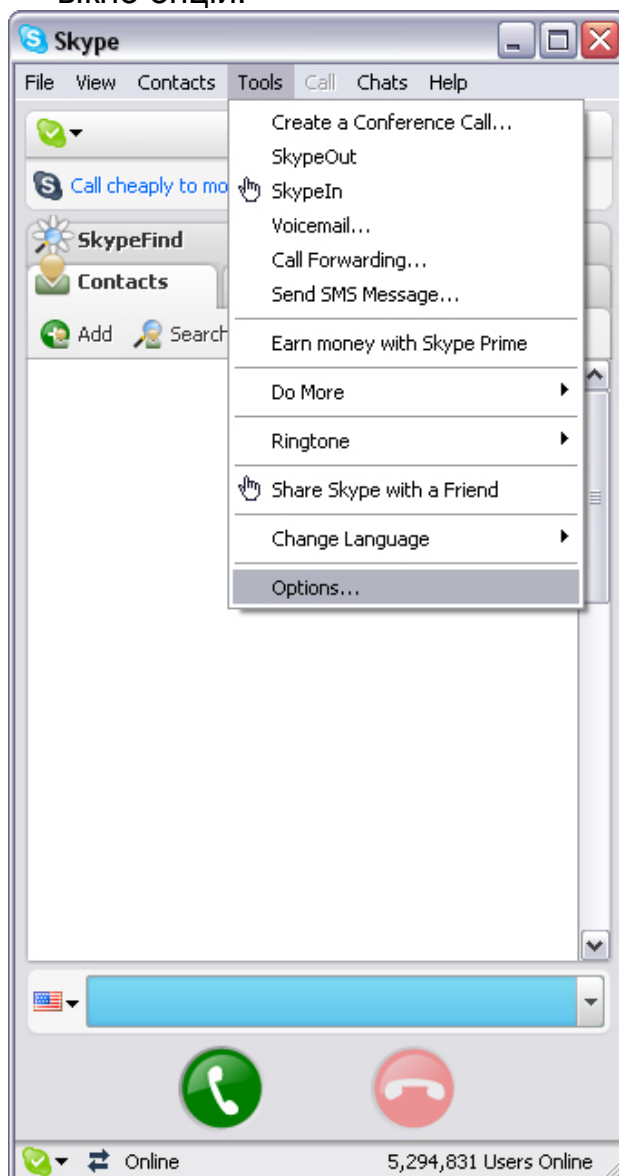 вікно опцій.
Skype
File View Contacts Tools Call Chats Help
Create a Conference Call...
SkypeOut
Call cheaply to mo
SkypeIn
Voicemail...
SkypeFind
Call Forwarding...
Contacts
Send SMS Message...
Add Search
Earn money with Skype Prime
Do More
Ringtone
Share Skype with a Friend
Change Language
Options...
Online 5,294,831 Users Online